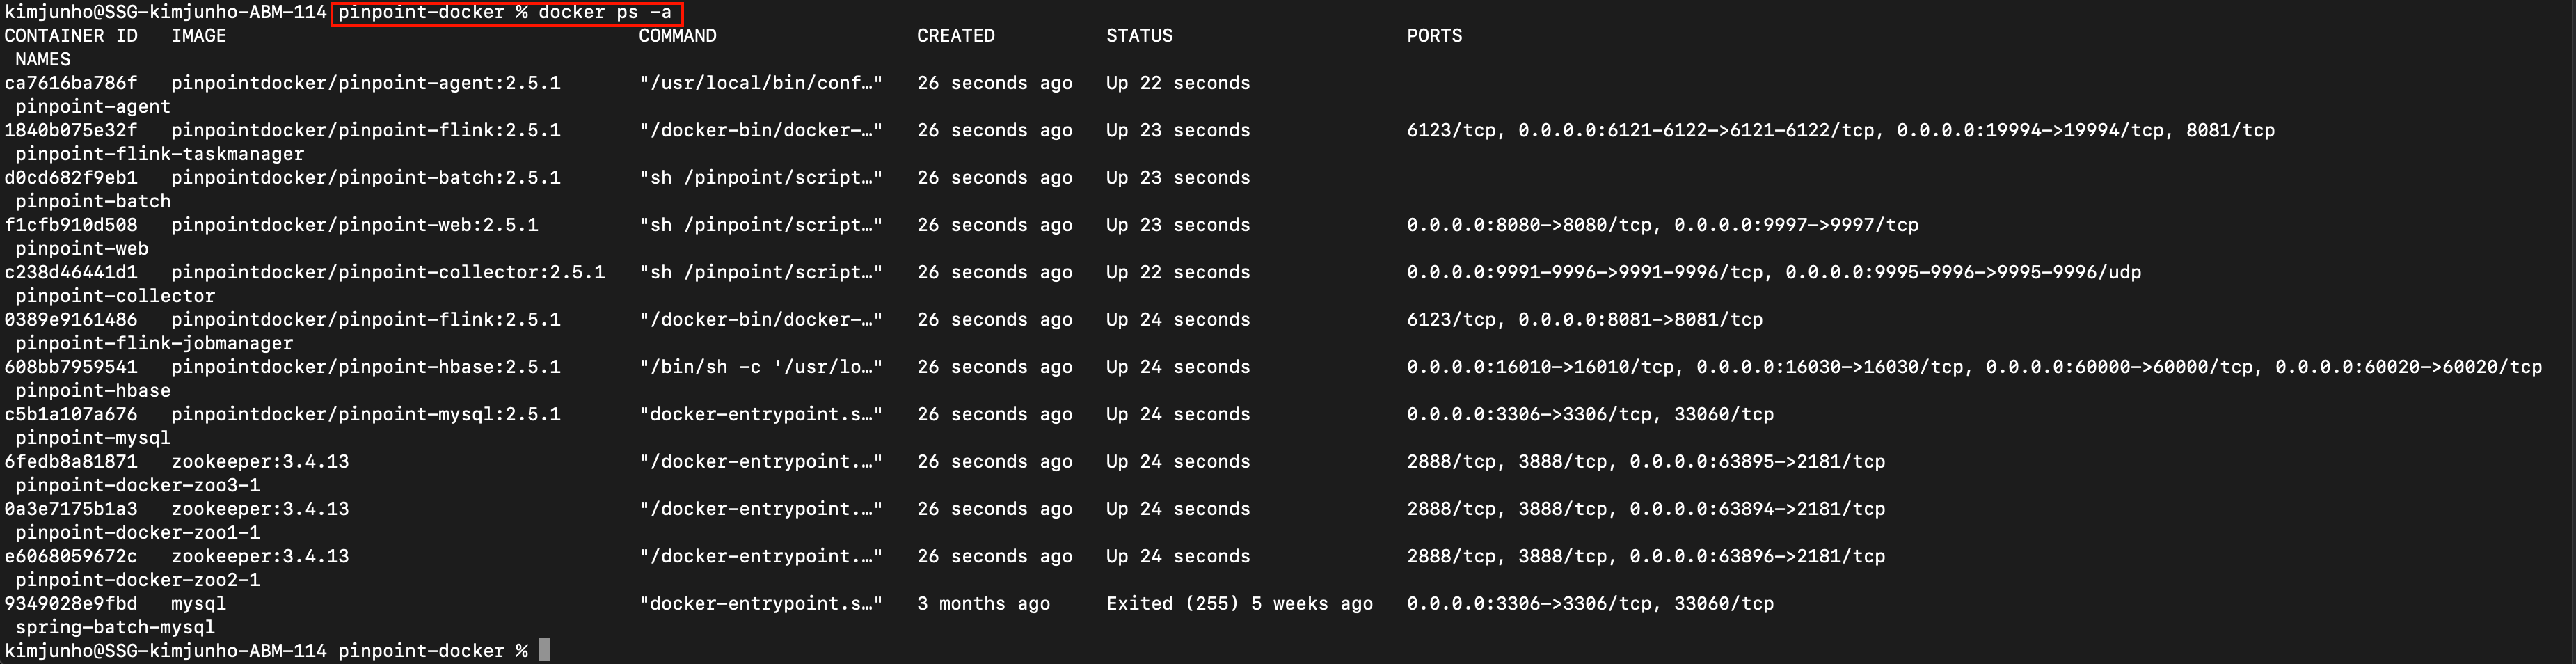 kimjunho@SSG-kimjunho-ABM-114 pinpoint-docker % docker ps -a
CONTAINER ID   IMAGE                                     COMMAND                  CREATED          STATUS                     PORTS
 NAMES
ca7616ba786f   pinpointdocker/pinpoint-agent:2.5.1       "/usr/local/bin/conf…"   26 seconds ago   Up 22 seconds
 pinpoint-agent
1840b075e32f   pinpointdocker/pinpoint-flink:2.5.1       "/docker-bin/docker-…"   26 seconds ago   Up 23 seconds              6123/tcp, 0.0.0.0:6121-6122->6121-6122/tcp, 0.0.0.0:19994->19994/tcp, 8081/tcp
 pinpoint-flink-taskmanager
d0cd682f9eb1   pinpointdocker/pinpoint-batch:2.5.1       "sh /pinpoint/script…"   26 seconds ago   Up 23 seconds
 pinpoint-batch
f1cfb910d508   pinpointdocker/pinpoint-web:2.5.1         "sh /pinpoint/script…"   26 seconds ago   Up 23 seconds              0.0.0.0:8080->8080/tcp, 0.0.0.0:9997->9997/tcp
 pinpoint-web
c238d46441d1   pinpointdocker/pinpoint-collector:2.5.1   "sh /pinpoint/script…"   26 seconds ago   Up 22 seconds              0.0.0.0:9991-9996->9991-9996/tcp, 0.0.0.0:9995-9996->9995-9996/udp
 pinpoint-collector
0389e9161486   pinpointdocker/pinpoint-flink:2.5.1       "/docker-bin/docker-…"   26 seconds ago   Up 24 seconds              6123/tcp, 0.0.0.0:8081->8081/tcp
 pinpoint-flink-jobmanager
608bb7959541   pinpointdocker/pinpoint-hbase:2.5.1       "/bin/sh -c '/usr/lo…"   26 seconds ago   Up 24 seconds              0.0.0.0:16010->16010/tcp, 0.0.0.0:16030->16030/tcp, 0.0.0.0:60000->60000/tcp, 0.0.0.0:60020->60020/tcp
 pinpoint-hbase
c5b1a107a676   pinpointdocker/pinpoint-mysql:2.5.1       "docker-entrypoint.s…"   26 seconds ago   Up 24 seconds              0.0.0.0:3306->3306/tcp, 33060/tcp
 pinpoint-mysql
6fedb8a81871   zookeeper:3.4.13                          "/docker-entrypoint.…"   26 seconds ago   Up 24 seconds              2888/tcp, 3888/tcp, 0.0.0.0:63895->2181/tcp
 pinpoint-docker-zoo3-1
0a3e7175b1a3   zookeeper:3.4.13                          "/docker-entrypoint.…"   26 seconds ago   Up 24 seconds              2888/tcp, 3888/tcp, 0.0.0.0:63894->2181/tcp
 pinpoint-docker-zoo1-1
e6068059672c   zookeeper:3.4.13                          "/docker-entrypoint.…"   26 seconds ago   Up 24 seconds              2888/tcp, 3888/tcp, 0.0.0.0:63896->2181/tcp
 pinpoint-docker-zoo2-1
9349028e9fbd   mysql                                     "docker-entrypoint.s…"   3 months ago     Exited (255) 5 weeks ago   0.0.0.0:3306->3306/tcp, 33060/tcp
 spring-batch-mysql
kimjunho@SSG-kimjunho-ABM-114 pinpoint-docker %